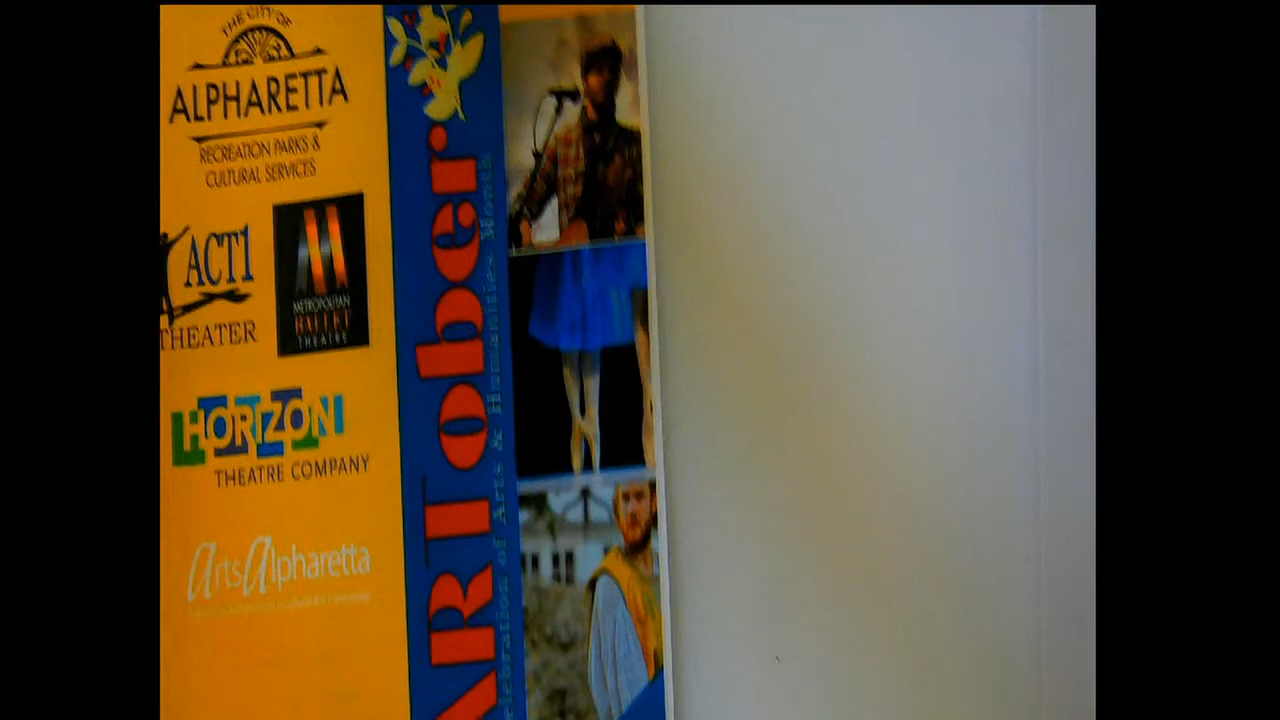 THE CITY OF
ALPHARETTA
RECREATION PARKS &
CULTURAL SERVICES
ACT1
THEATER
METROPOLITAN
BALLET
THEATRE
HORIZON
THEATRE COMPANY
ArtsAlpharetta
ARTober
elebration of Arts & Humanities Month